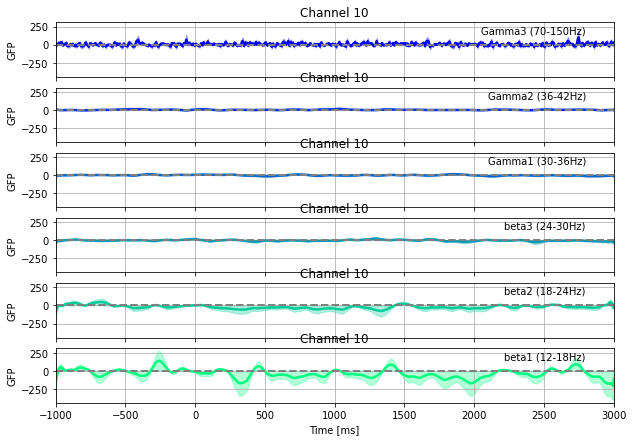 Channel 10
250
0
-250
GFP
Gamma3 (70-150Hz)
Channel 10
250
0
−250
GFP
Gamma2 (36-42Hz)
Channel 10
250
0
−250
GFP
Gamma1 (30-36Hz)
Channel 10
250
0
−250
GFP
beta3 (24-30Hz)
Channel 10
250
0
−250
GFP
beta2 (18-24Hz)
Channel 10
250
0
−250
GFP
beta1 (12-18Hz)
−1000 −500 0 500 1000 1500 2000 2500 3000
Time [ms]